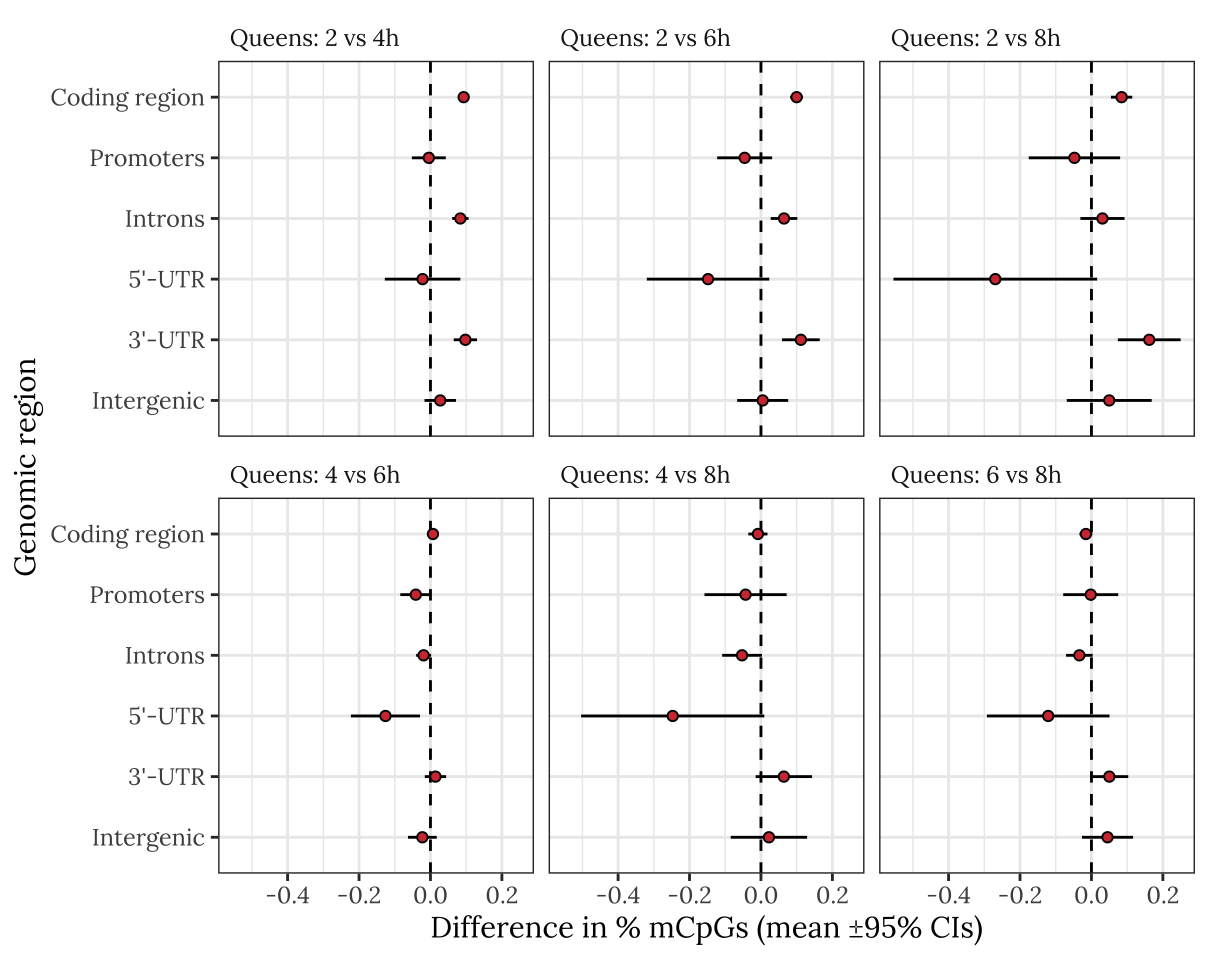 Queens: 2 vs 4h
Queens: 2 vs 6h
Queens: 2 vs 8h
Coding region
Promoters
Introns
5'-UTR
3'-UTR
Intergenic
Genomic region
Queens: 4 vs 6h
Queens: 4 vs 8h
Queens: 6 vs 8h
Coding region
Promoters
Introns
5'-UTR
3'-UTR
Intergenic
-0.4 -0.2 0.0 0.2
-0.4 -0.2 0.0 0.2
-0.4 -0.2 0.0 0.2
Difference in % mCpGs (mean ±95% CIs)